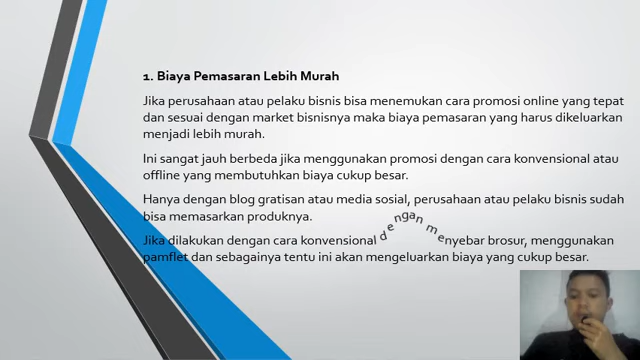 1. Biaya Pemasaran Lebih Murah
Jika perusahaan atau pelaku bisnis bisa menemukan cara promosi online yang tepat
dan sesuai dengan market bisnisnya maka biaya pemasaran yang harus dikeluarkan
menjadi lebih murah.
Ini sangat jauh berbeda jika menggunakan promosi dengan cara konvensional atau
offline yang membutuhkan biaya cukup besar.
Hanya dengan blog gratisan atau media sosial, perusahaan atau pelaku bisnis sudah
bisa memasarkan produknya.
Jika dilakukan dengan cara konvensional dengan menyebar brosur, menggunakan
pamflet dan sebagainya tentu ini akan mengeluarkan biaya yang cukup besar.